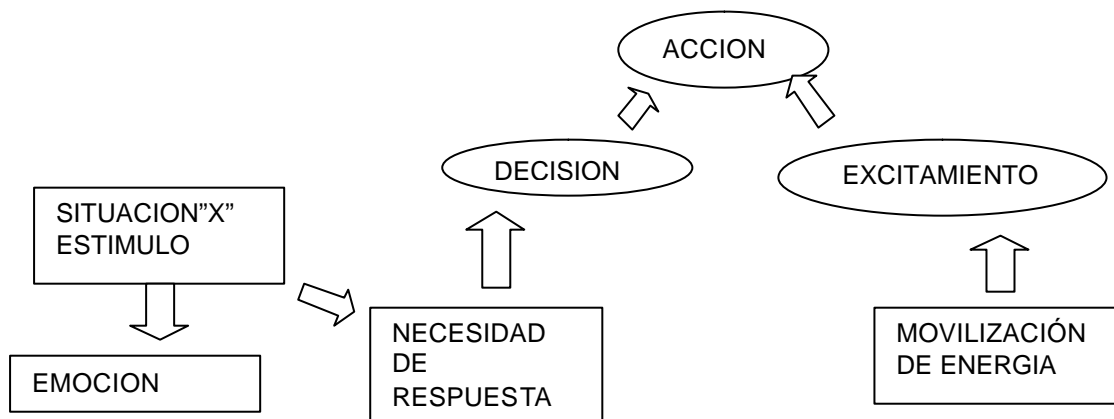 ACCION
DECISION
EXCITAMIENTO
SITUACION”X”
ESTIMULO
EMOCION
NECESIDAD
DE
RESPUESTA
MOVILIZACIÓN
DE ENERGIA